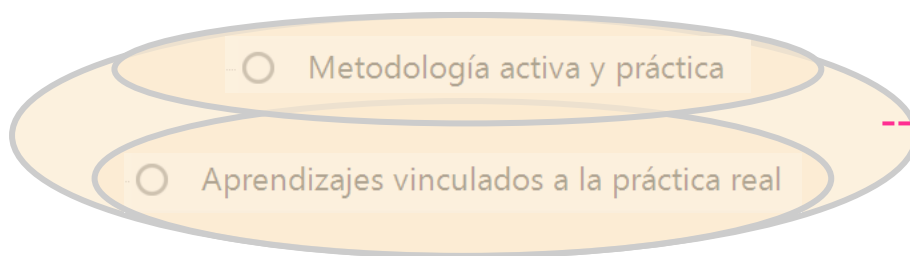 Metodología activa y práctica
Aprendizajes vinculados a la práctica real